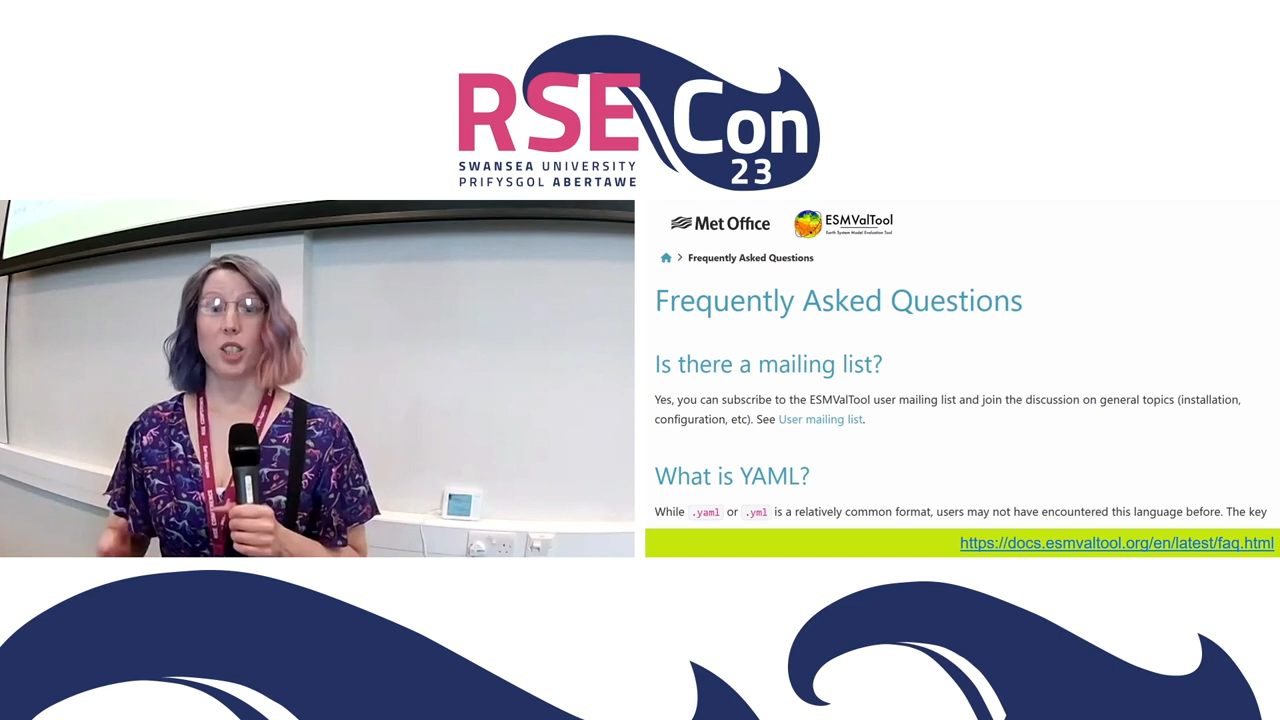 RSE Con
SWANSEA UNIVERSITY
PRIFYSGOL ABERTAWE
23
Met Office
ESMValTool
Earth System Model Evaluation Tool
Frequently Asked Questions
Frequently Asked Questions
Is there a mailing list?
Yes, you can subscribe to the ESMValTool user mailing list and join the discussion on general topics (installation,
configuration, etc). See User mailing list.
What is YAML?
While .yaml or .yml is a relatively common format, users may not have encountered this language before. The key
https://docs.esmvaltool.org/en/latest/faq.html